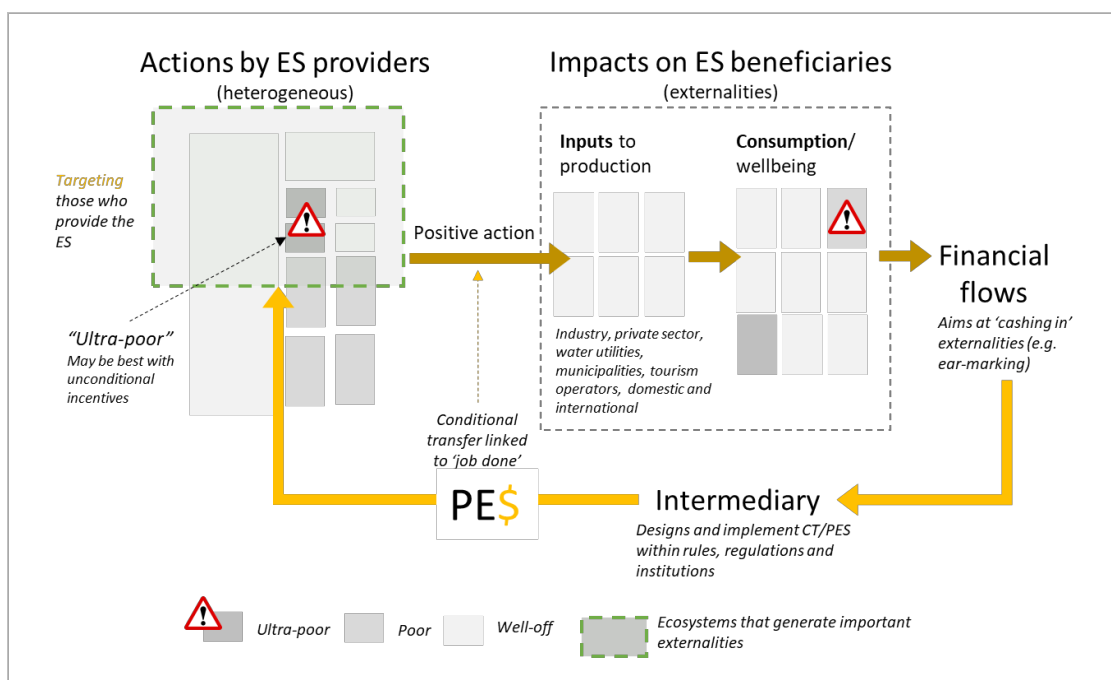 Actions by ES providers
(heterogeneous)
Impacts on ES beneficiaries
(externalities)
Targeting
those who
provide the
ES
Inputs to
production
Consumption/
wellbeing
!
!
Positive action
"Ultra-poor"
May be best with
unconditional
incentives
Industry, private sector,
water utilities,
municipalities, tourism
operators, domestic and
international
Financial
flows
Aims at 'cashing in'
externalities (e.g.
ear-marking)
Conditional
transfer linked
to 'job done'
PE$
Intermediary
Designs and implement CT/PES
within rules, regulations and
institutions
!
Ultra-poor
Poor
Well-off
Ecosystems that generate important
externalities